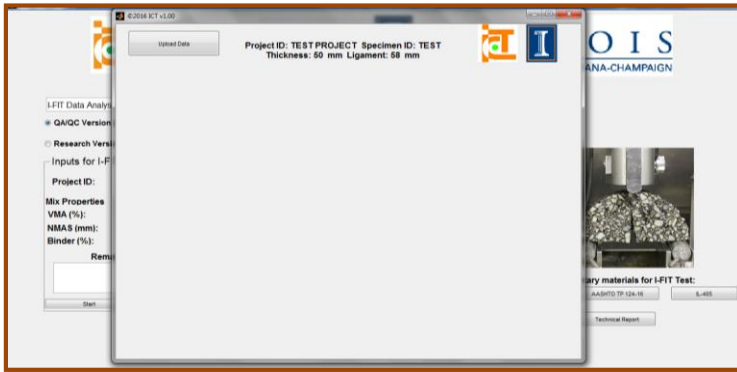 ©2016 ICT v1.00
Upload Data
Project ID: TEST PROJECT Specimen ID: TEST
Thickness: 50 mm Ligament: 58 mm
I
OIS
ANA-CHAMPAIGN
I-FIT Data Analys
QA/QC Version
Research Versi
Inputs for I-F
Project ID:
Mix Properties
VMA (%):
NMAS (mm):
Binder (%):
Rema
Start
ary materials for I-FIT Test:
AASHTO TP 124-16
IL-405
Technical Report